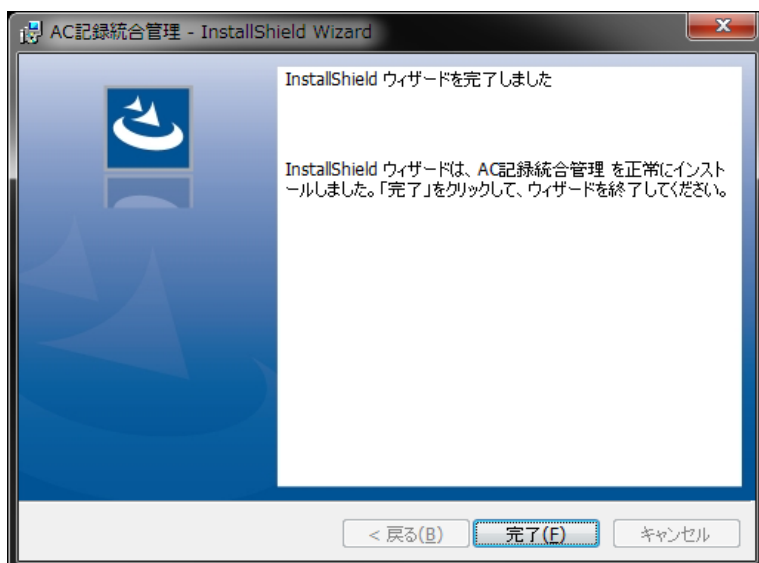 AC記録統合管理 - InstallShield Wizard
InstallShield ウィザードを完了しました
InstallShield ウィザードは、AC記録統合管理 を正常にインスト
ールしました。「完了」をクリックして、ウィザードを終了してください。
< 戻る(B)
完了(F)
キャンセル